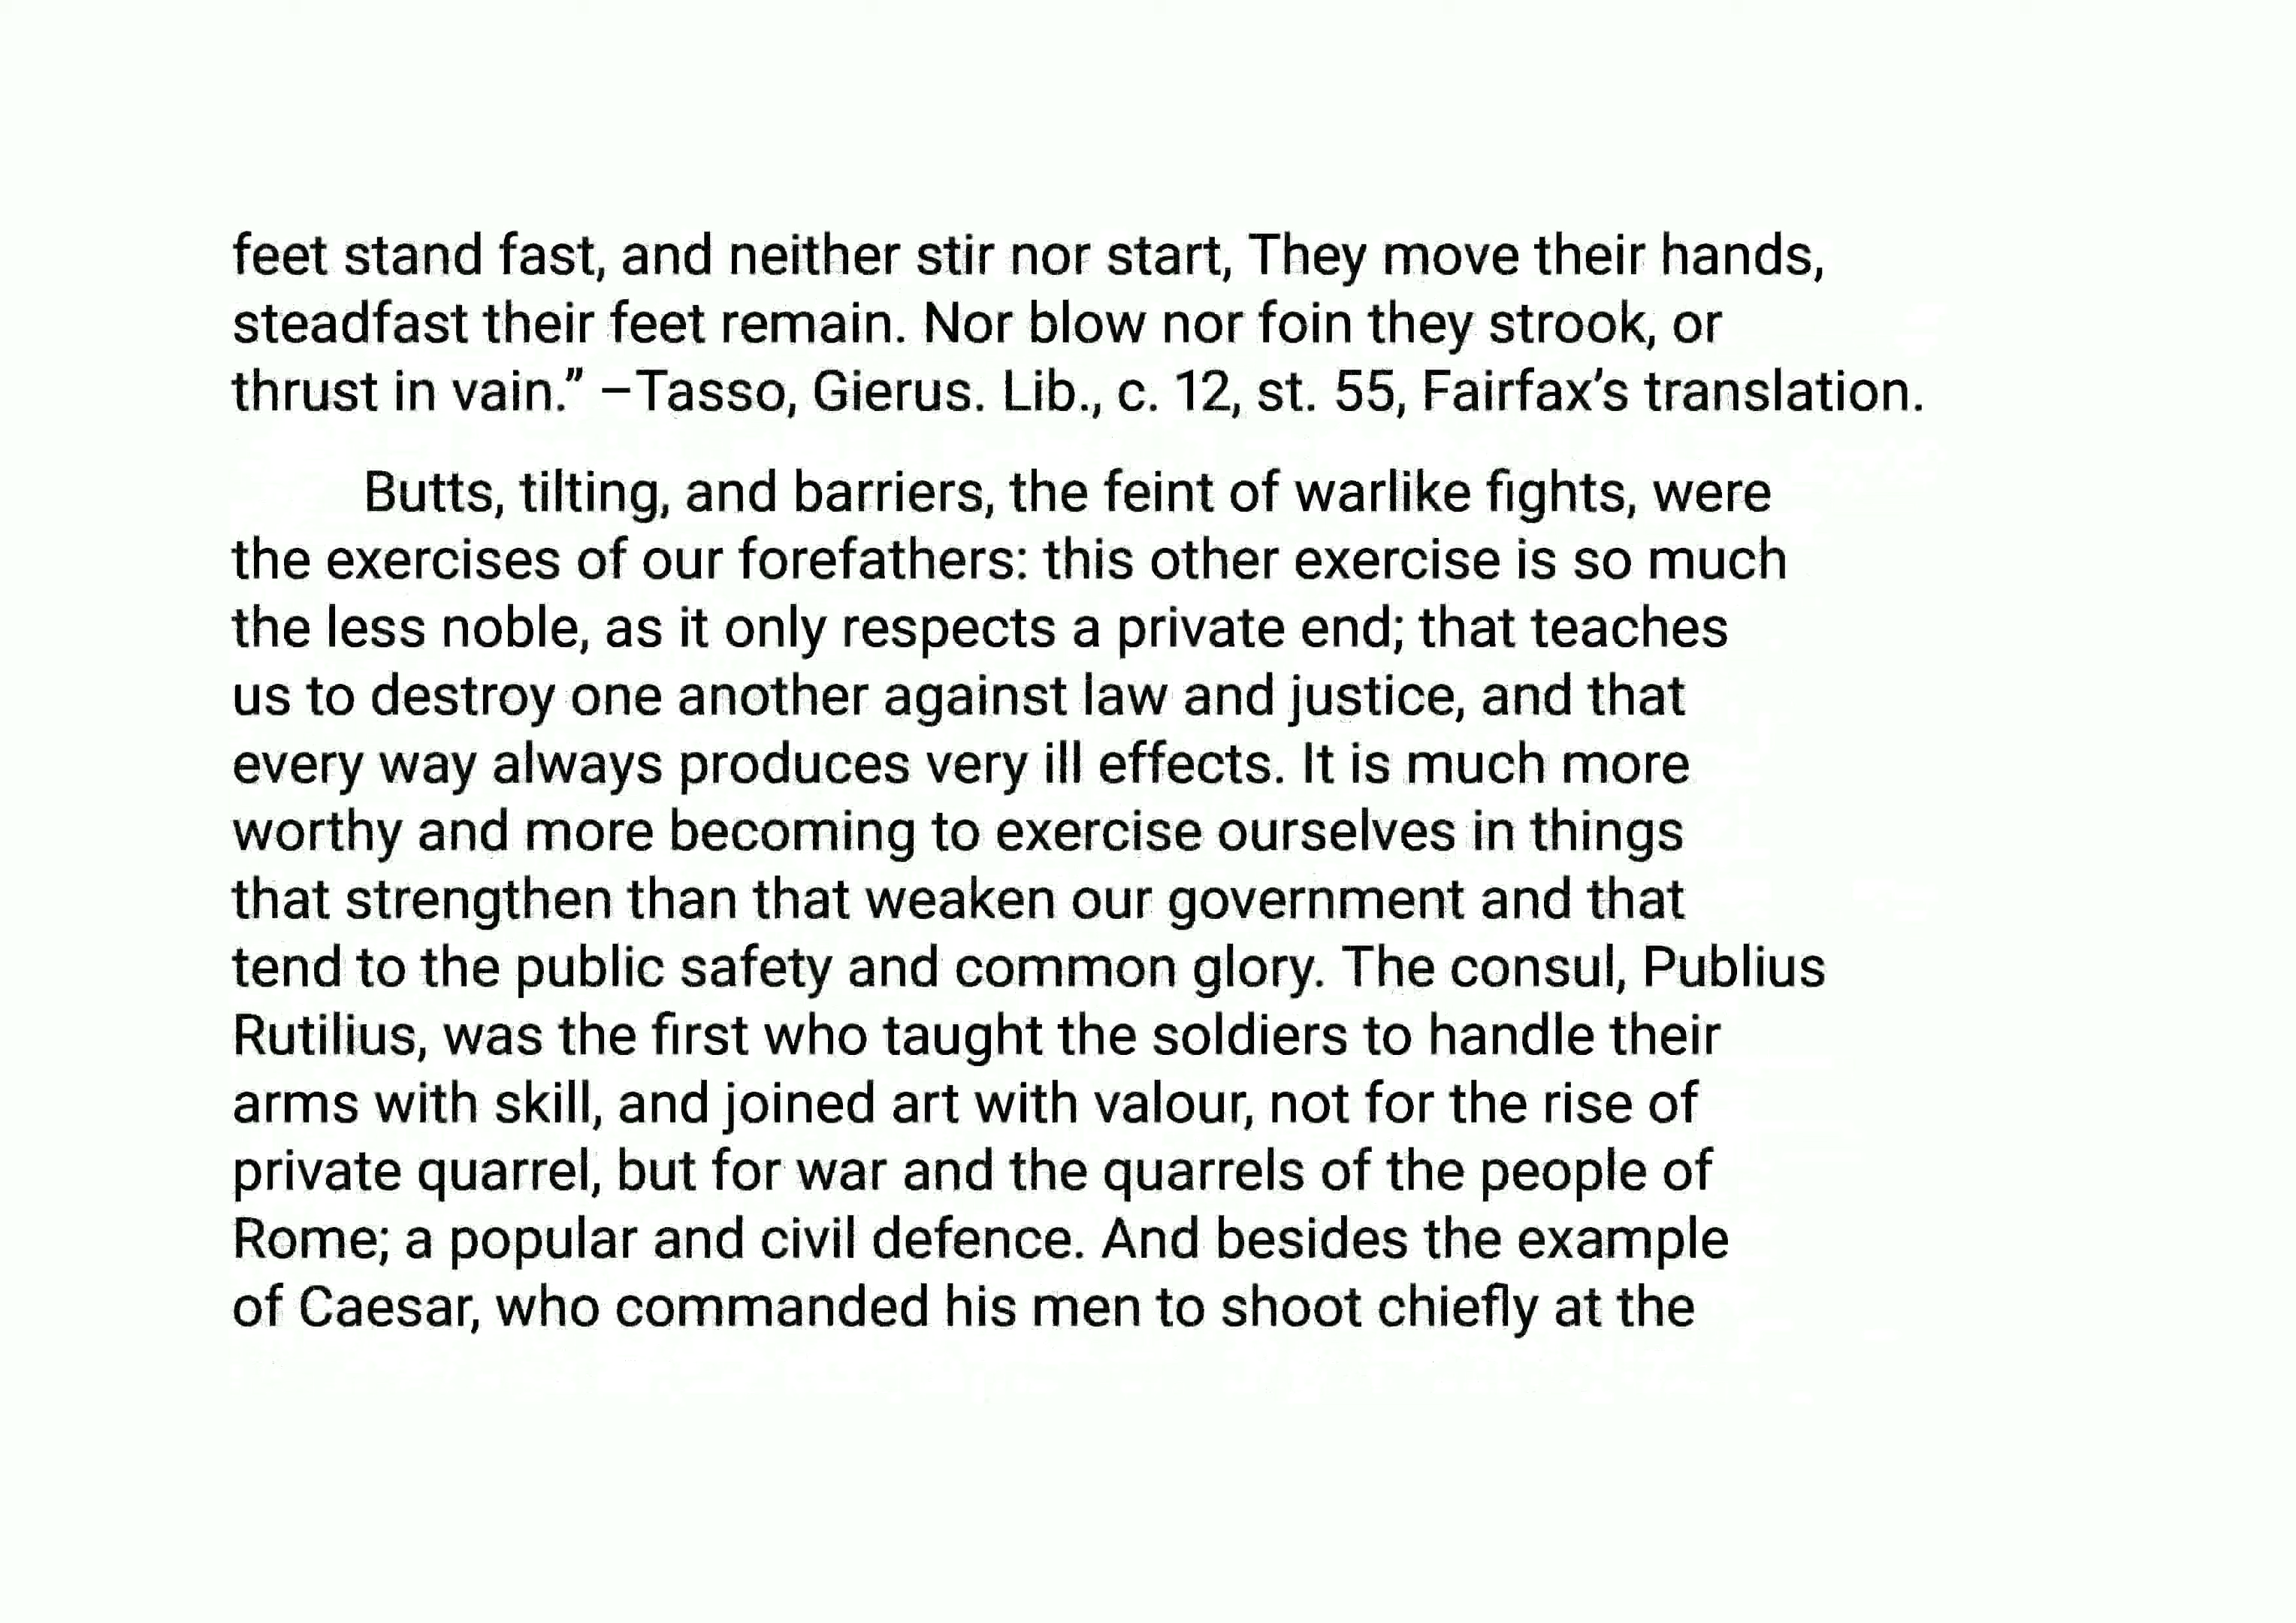 feet stand fast, and neither stir nor start, They move their hands,
steadfast their feet remain. Nor blow nor foin they strook, or
thrust in vain.” –Tasso, Gierus. Lib., c. 12, st. 55, Fairfax’s translation.
Butts, tilting, and barriers, the feint of warlike fights, were
the exercises of our forefathers: this other exercise is so much
the less noble, as it only respects a private end; that teaches
us to destroy one another against law and justice, and that
every way always produces very ill effects. It is much more
worthy and more becoming to exercise ourselves in things
that strengthen than that weaken our government and that
tend to the public safety and common glory. The consul, Publius
Rutilius, was the first who taught the soldiers to handle their
arms with skill, and joined art with valour, not for the rise of
private quarrel, but for war and the quarrels of the people of
Rome; a popular and civil defence. And besides the example
of Caesar, who commanded his men to shoot chiefly at the